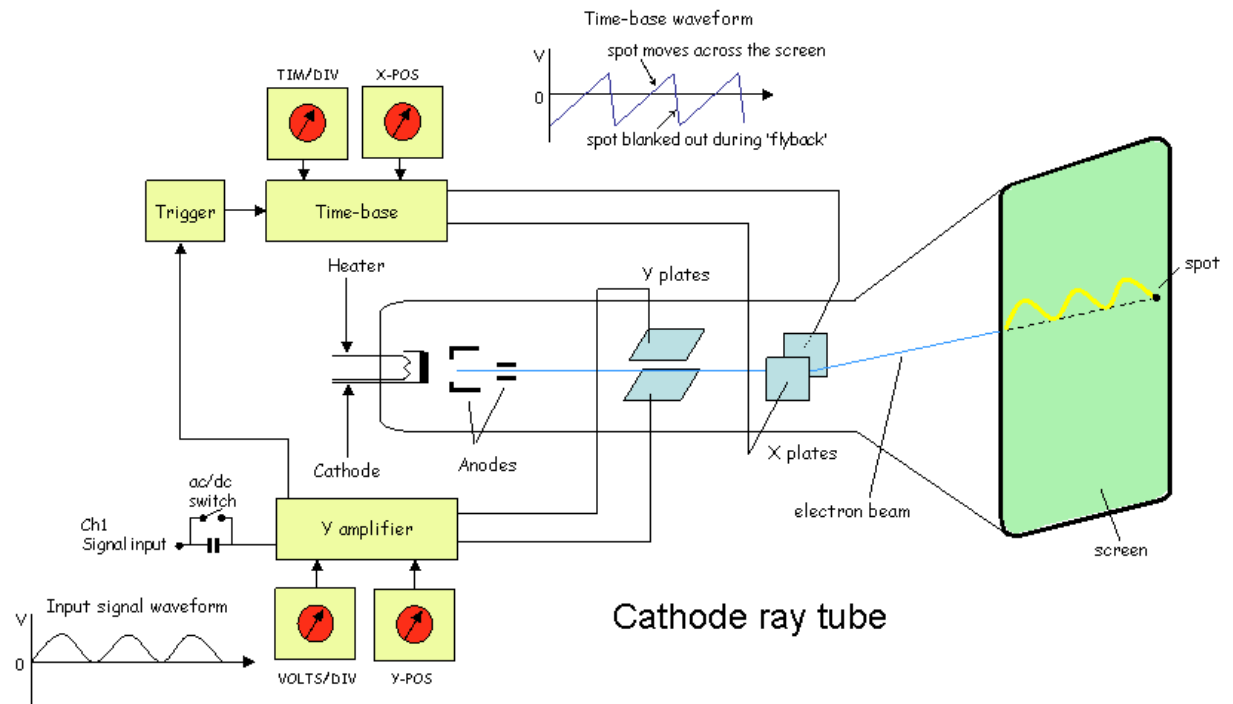 Time-base waveform
V
spot moves across the screen
0
spot blanked out during 'flyback'
TIM/DIV
X-POS
Trigger
Time-base
Heater
Y plates
spot
Cathode
Anodes
X plates
electron beam
screen
ac/dc
switch
Ch1
Signal input
Y amplifier
Input signal waveform
V
0
VOLTS/DIV
Y-POS
Cathode ray tube